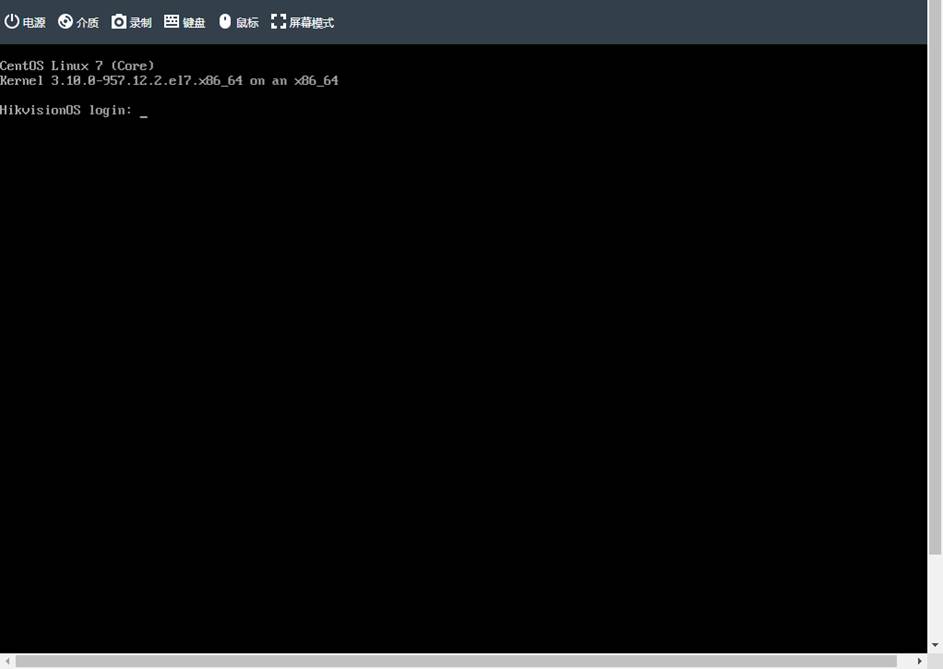 电源 介质 录制 键盘 鼠标 屏幕模式
CentOS Linux 7 (Core)
Kernel 3.10.0-957.12.2.el7.x86_64 on an x86_64
HikvisionOS login: _